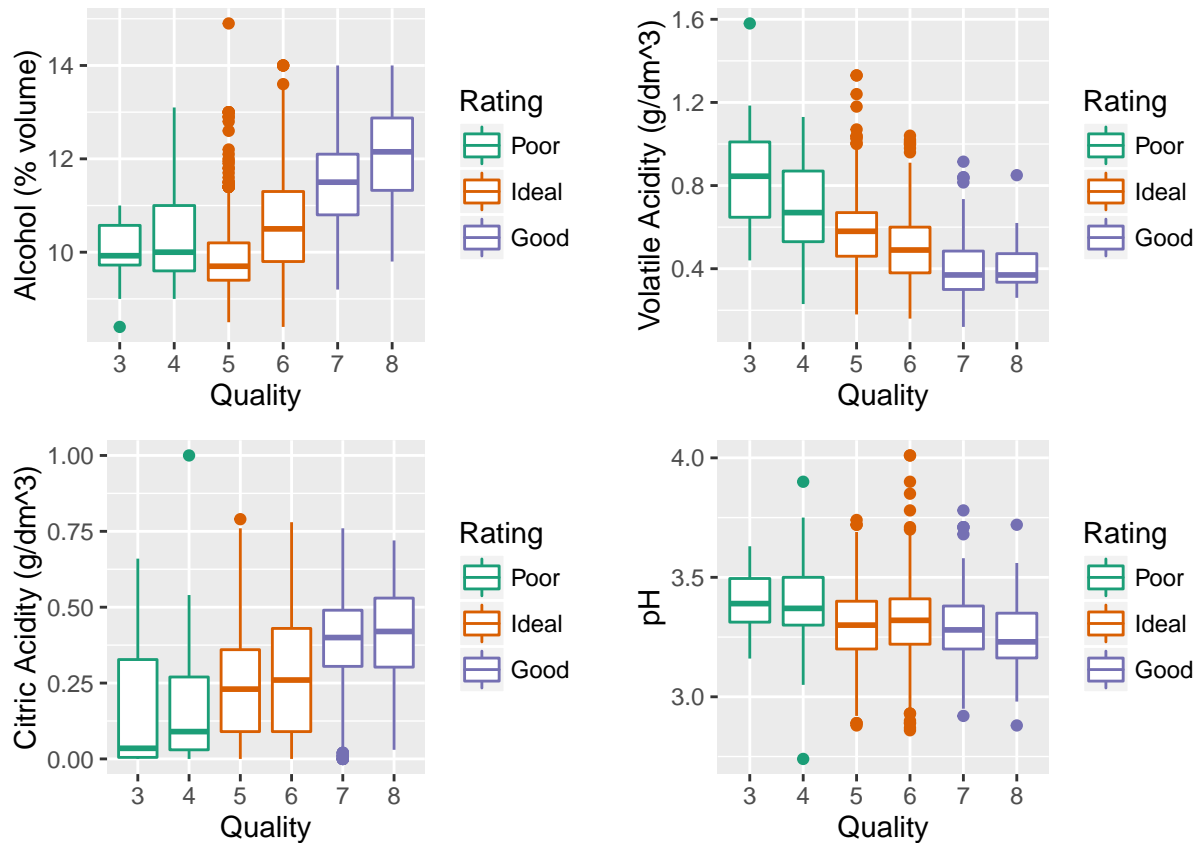 Alcohol (% volume)
14
12
10
3 4 5 6 7 8
Quality
Rating
Poor
Ideal
Good
Volatile Acidity (g/dm^3)
1.6
1.2
0.8
0.4
3 4 5 6 7 8
Quality
Rating
Poor
Ideal
Good
Citric Acidity (g/dm^3)
1.00
0.75
0.50
0.25
0.00
3 4 5 6 7 8
Quality
Rating
Poor
Ideal
Good
pH
4.0
3.5
3.0
3 4 5 6 7 8
Quality
Rating
Poor
Ideal
Good